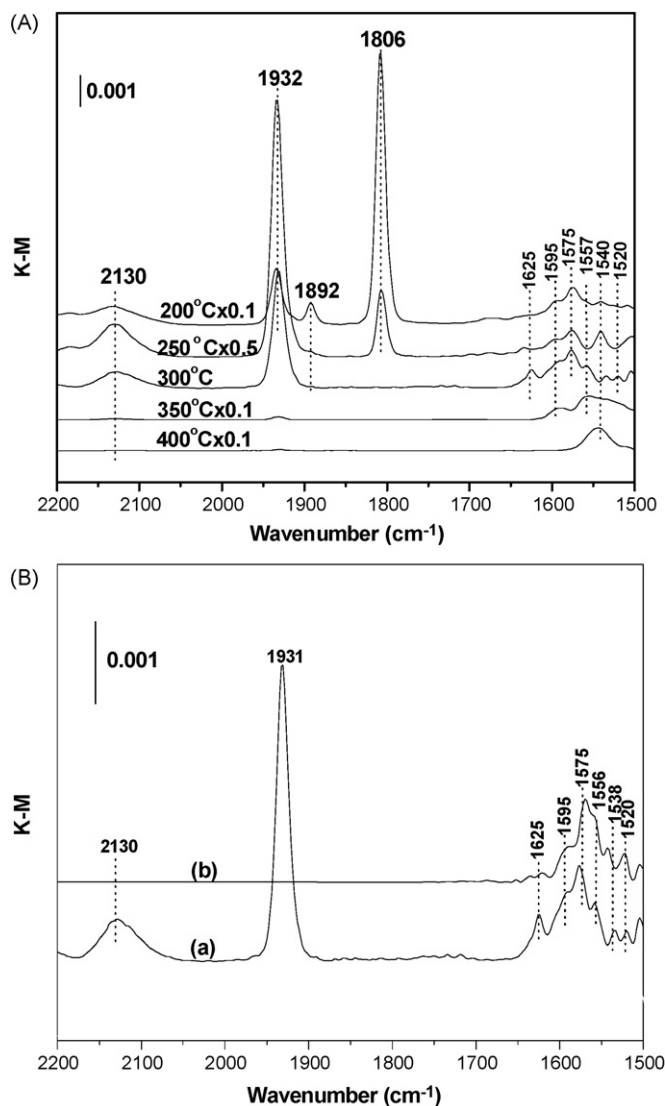 (A)
0.001
1806
1932
1892
2130
1625
1595
1575
1557
1540
1520
200°Cx0.1
250°Cx0.5
300°C
350°Cx0.1
400°Cx0.1
K-M
2200 2100 2000 1900 1800 1700 1600 1500
Wavenumber (cm⁻¹)
(B)
0.001
1931
2130
1625
1595
1575
1556
1538
1520
(b)
(a)
K-M
2200 2100 2000 1900 1800 1700 1600 1500
Wavenumber (cm⁻¹)